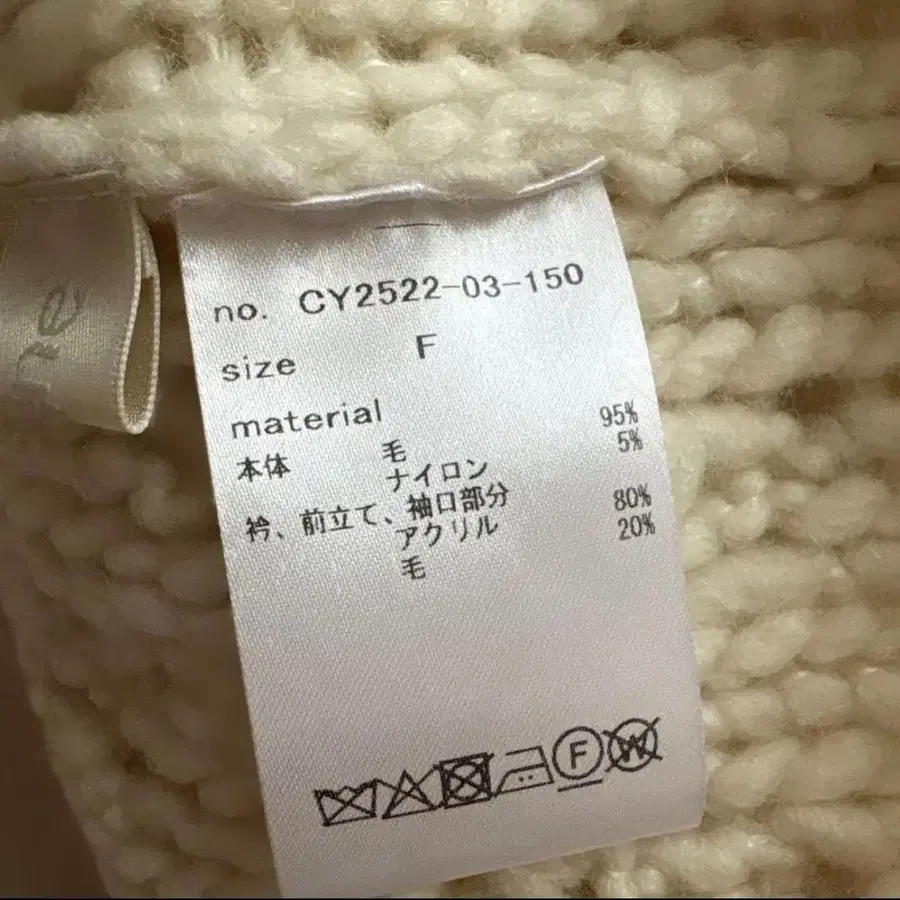 no. CY2522-03-150
size F
material
本体 毛 95%
ナイロン 5%
衿、前立て、袖口部分
アクリル 80%
毛 20%
F
W